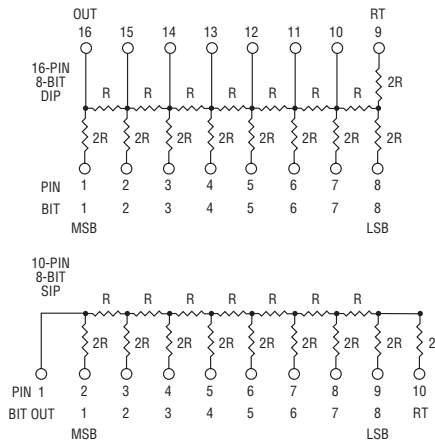 OUT RT
16 15 14 13 12 11 10 9
16-PIN
8-BIT
DIP
2R
R R R R R R R
2R 2R 2R 2R 2R 2R 2R 2R
PIN 1 2 3 4 5 6 7 8
BIT 1 2 3 4 5 6 7 8
MSB LSB
10-PIN
8-BIT
SIP
R R R R R R R
2R 2R 2R 2R 2R 2R 2R 2R 2
PIN 1 2 3 4 5 6 7 8 9 10
BIT OUT 1 2 3 4 5 6 7 8 RT
MSB LSB